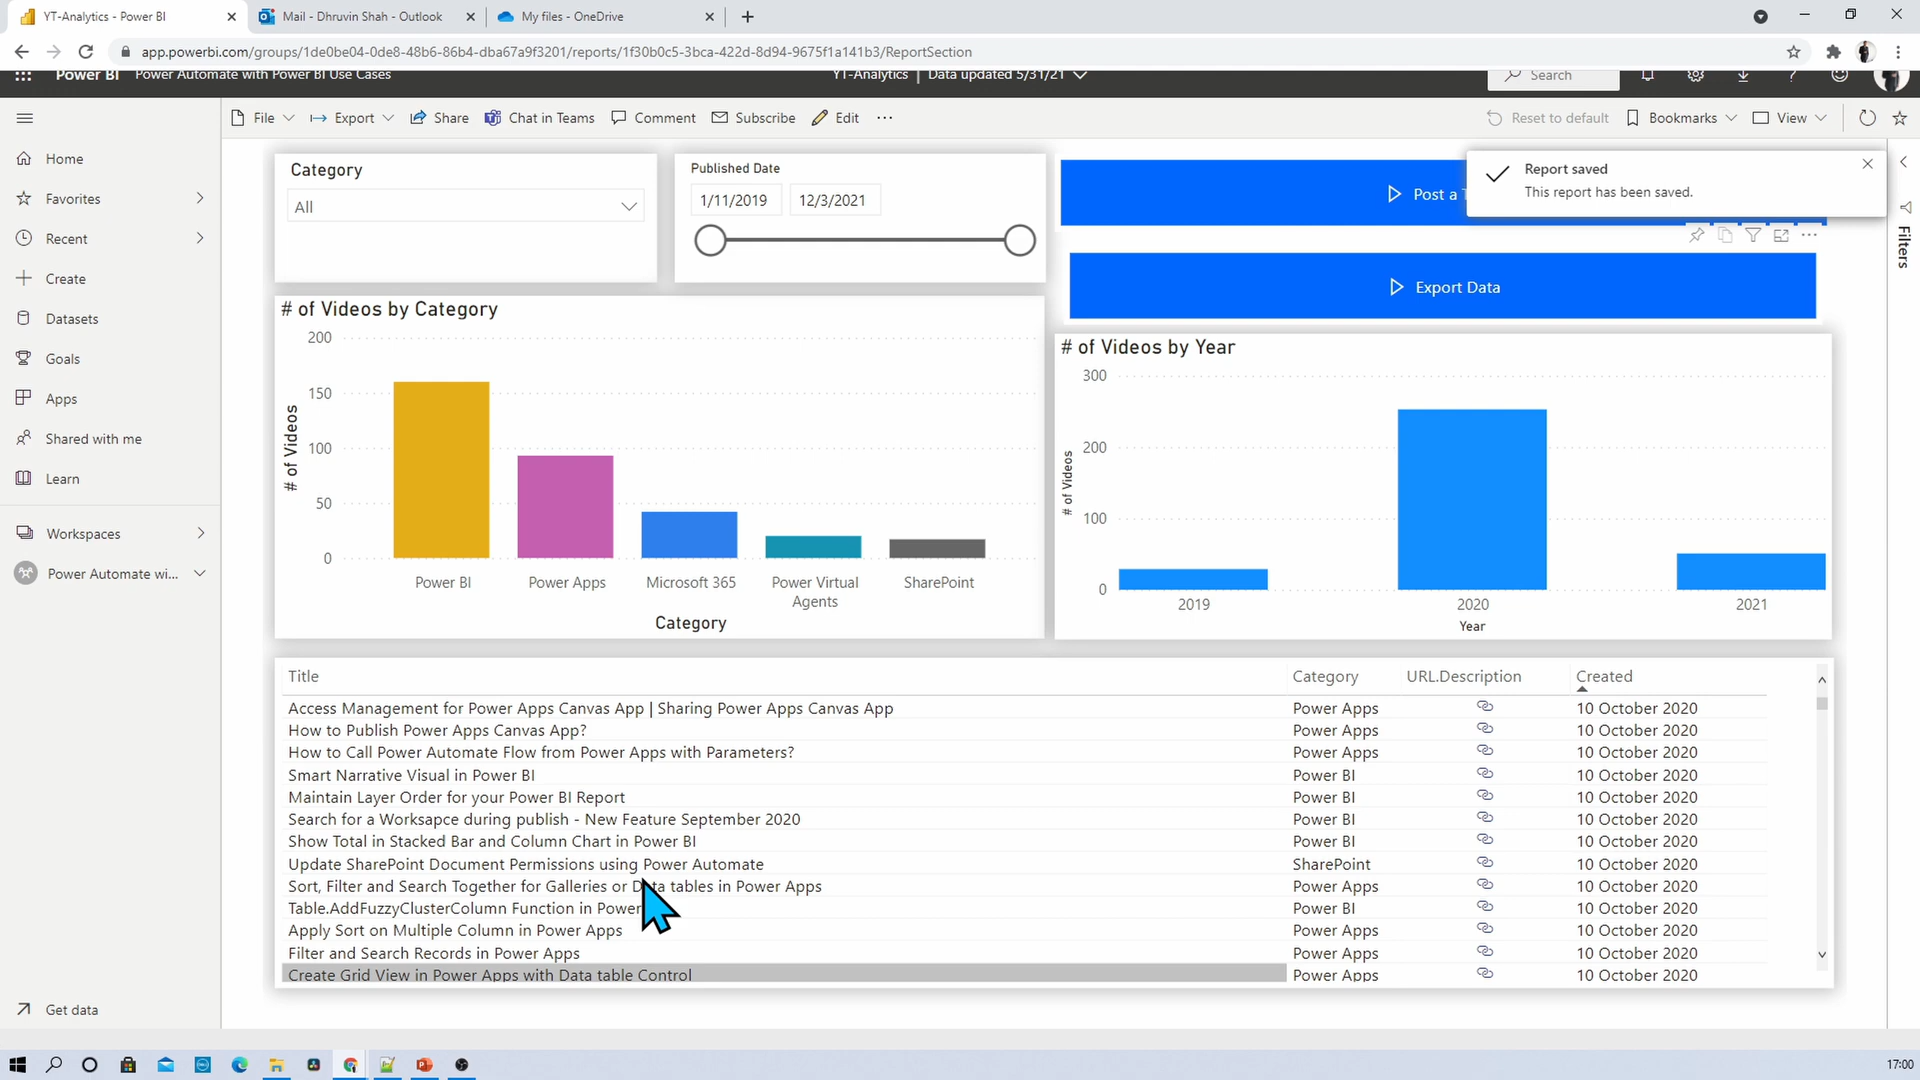 YT-Analytics - Power BI
Mail - Dhruvin Shah - Outlook
My files - OneDrive
app.powerbi.com/groups/1de0be04-0de8-48b6-86b4-dba67a9f3201/reports/1f30b0c5-3bca-422d-8d94-9675f1a141b3/ReportSection
Power BI Power Automate with Power BI Use Cases YT-Analytics | Data updated 5/31/21 Search
File Export Share Chat in Teams Comment Subscribe Edit Reset to default Bookmarks View
Home
Favorites
Recent
Create
Datasets
Goals
Apps
Shared with me
Learn
Workspaces
Power Automate wi...
Get data
Category
All
Published Date
1/11/2019 12/3/2021
Post a
Report saved
This report has been saved.
Export Data
Filters
# of Videos by Category
# of Videos
200
150
100
50
0
Power BI Power Apps Microsoft 365 Power Virtual Agents SharePoint
Category
# of Videos by Year
# of Videos
300
200
100
0
2019 2020 2021
Year
Title Category URL.Description Created
Access Management for Power Apps Canvas App | Sharing Power Apps Canvas App Power Apps 10 October 2020
How to Publish Power Apps Canvas App? Power Apps 10 October 2020
How to Call Power Automate Flow from Power Apps with Parameters? Power Apps 10 October 2020
Smart Narrative Visual in Power BI Power BI 10 October 2020
Maintain Layer Order for your Power BI Report Power BI 10 October 2020
Search for a Worksapce during publish - New Feature September 2020 Power BI 10 October 2020
Show Total in Stacked Bar and Column Chart in Power BI Power BI 10 October 2020
Update SharePoint Document Permissions using Power Automate SharePoint 10 October 2020
Sort, Filter and Search Together for Galleries or Data tables in Power Apps Power Apps 10 October 2020
Table.AddFuzzyClusterColumn Function in Power Power BI 10 October 2020
Apply Sort on Multiple Column in Power Apps Power Apps 10 October 2020
Filter and Search Records in Power Apps Power Apps 10 October 2020
Create Grid View in Power Apps with Data table Control Power Apps 10 October 2020
17:00